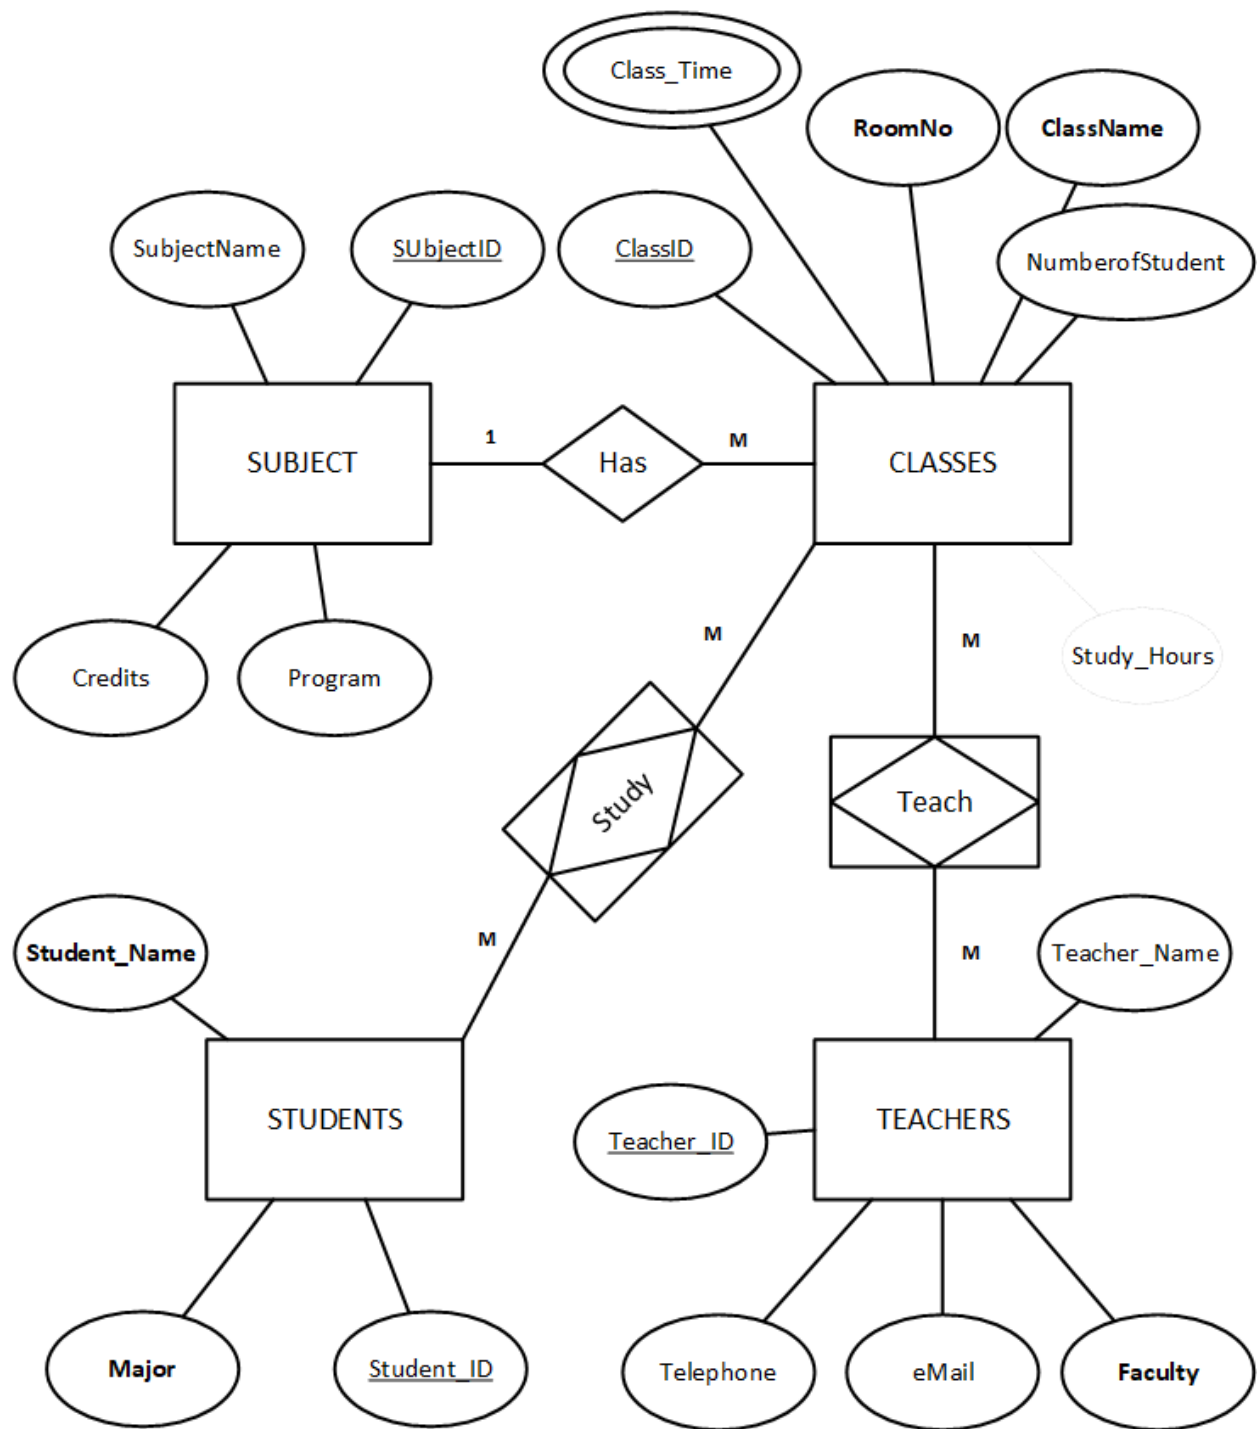 Class_Time
RoomNo
ClassName
SubjectName
SUbjectID
ClassID
NumberofStudent
SUBJECT
1
Has
M
CLASSES
M
M
Study_Hours
Credits
Program
Study
Teach
M
M
Student_Name
Teacher_Name
STUDENTS
TEACHERS
Teacher_ID
Major
Student_ID
Telephone
eMail
Faculty